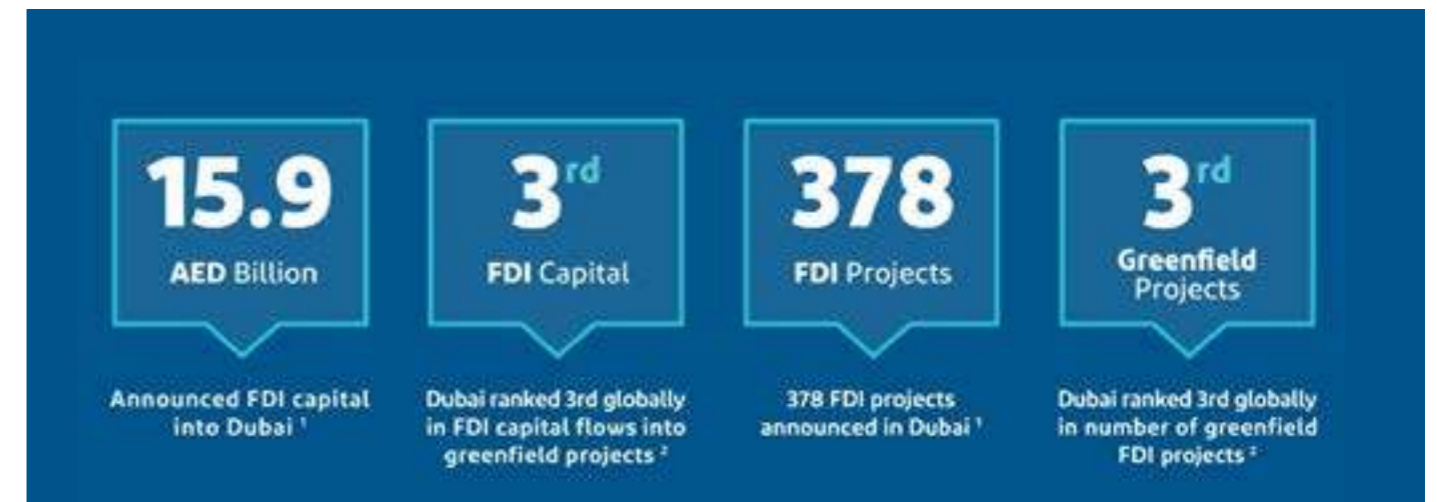 15.9
AED Billion
Announced FDI capital
into Dubai ¹
3rd
FDI Capital
Dubai ranked 3rd globally
in FDI capital flows into
greenfield projects ²
378
FDI Projects
378 FDI projects
announced in Dubai ¹
3rd
Greenfield
Projects
Dubai ranked 3rd globally
in number of greenfield
FDI projects ²